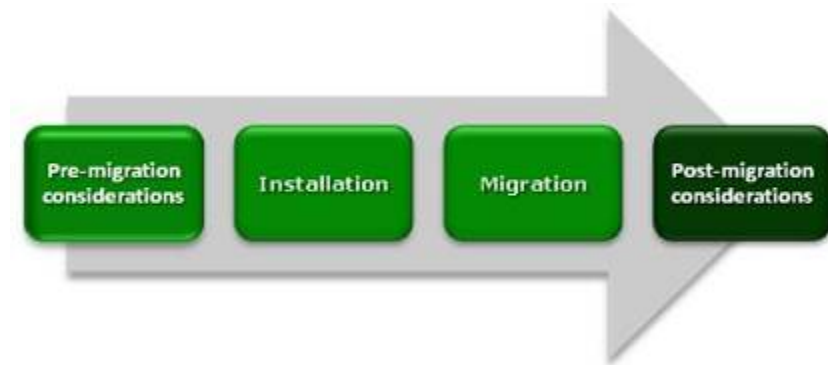 Pre-migration
considerations
Installation
Migration
Post-migration
considerations